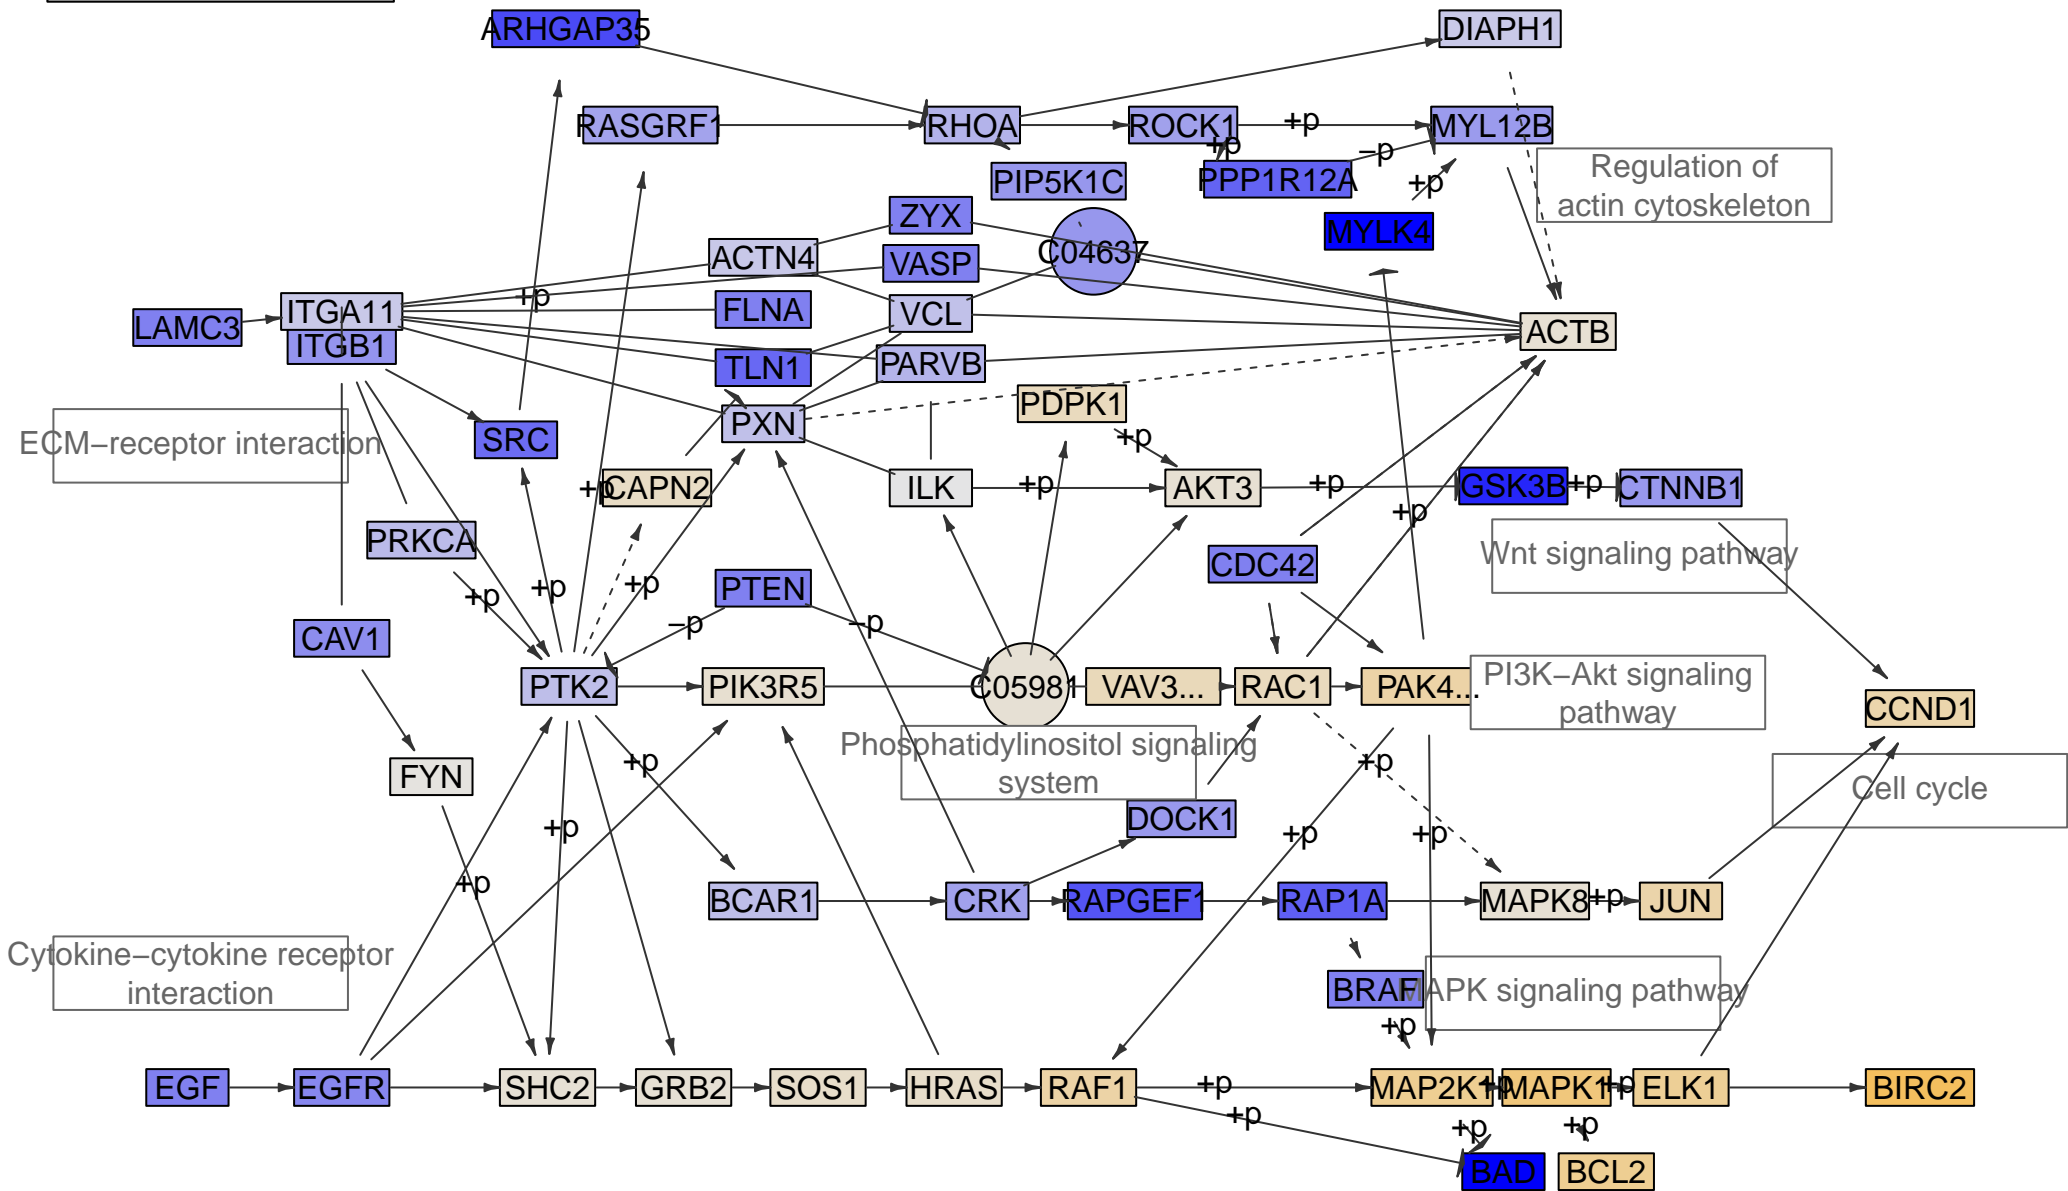 ARHGAP35
DIAPH1
RASGRF1
RHOA
ROCK1
+p
MYL12B
+p
−p
PIP5K1C
PPP1R12A
+p
Regulation of
actin cytoskeleton
ZYX
MYLK4
ACTN4
VASP
C04637
+p
LAMC3
ITGA11
FLNA
VCL
ACTB
ITGB1
TLN1
PARVB
PDPK1
PXN
+p
ECM−receptor interaction
SRC
+p
CAPN2
ILK
+p
AKT3
+p
GSK3B
+p
CTNNB1
+p
PRKCA
Wnt signaling pathway
CDC42
+p
+p
+p
PTEN
−p
−p
CAV1
PTK2
PIK3R5
C05981
VAV3...
RAC1
PAK4...
PI3K−Akt signaling
pathway
CCND1
Phosphatidylinositol signaling
system
+p
+p
FYN
Cell cycle
DOCK1
+p
+p
+p
+p
BCAR1
CRK
RAPGEF1
RAP1A
MAPK8
+p
JUN
Cytokine−cytokine receptor
interaction
BRAF
MAPK signaling pathway
+p
EGF
EGFR
SHC2
GRB2
SOS1
HRAS
RAF1
+p
MAP2K1
+p
MAPK1
+p
ELK1
BIRC2
+p
+p
+p
BAD
BCL2